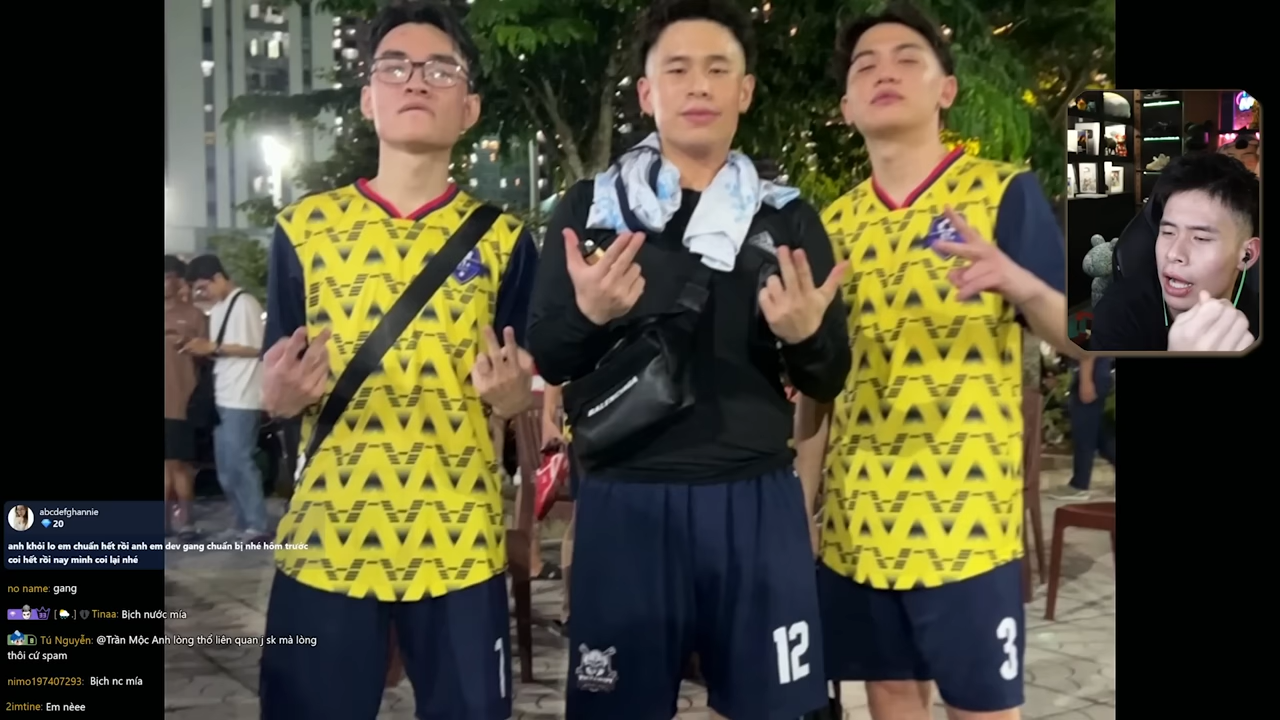 BALENCIAGA
1
12
3
abcdefghannie
20
anh khỏi lo em chuẩn hết rồi anh em dev gang chuẩn bị nhé hôm trước
coi hết rồi nay mình coi lại nhé
no name: gang
Tinaa: Bịch nước mía
Tú Nguyễn: @Trần Mộc Anh lòng thố liên quan j sk mà lòng
thôi cứ spam
nimo197407293: Bịch nc mía
2imtine: Em nèee